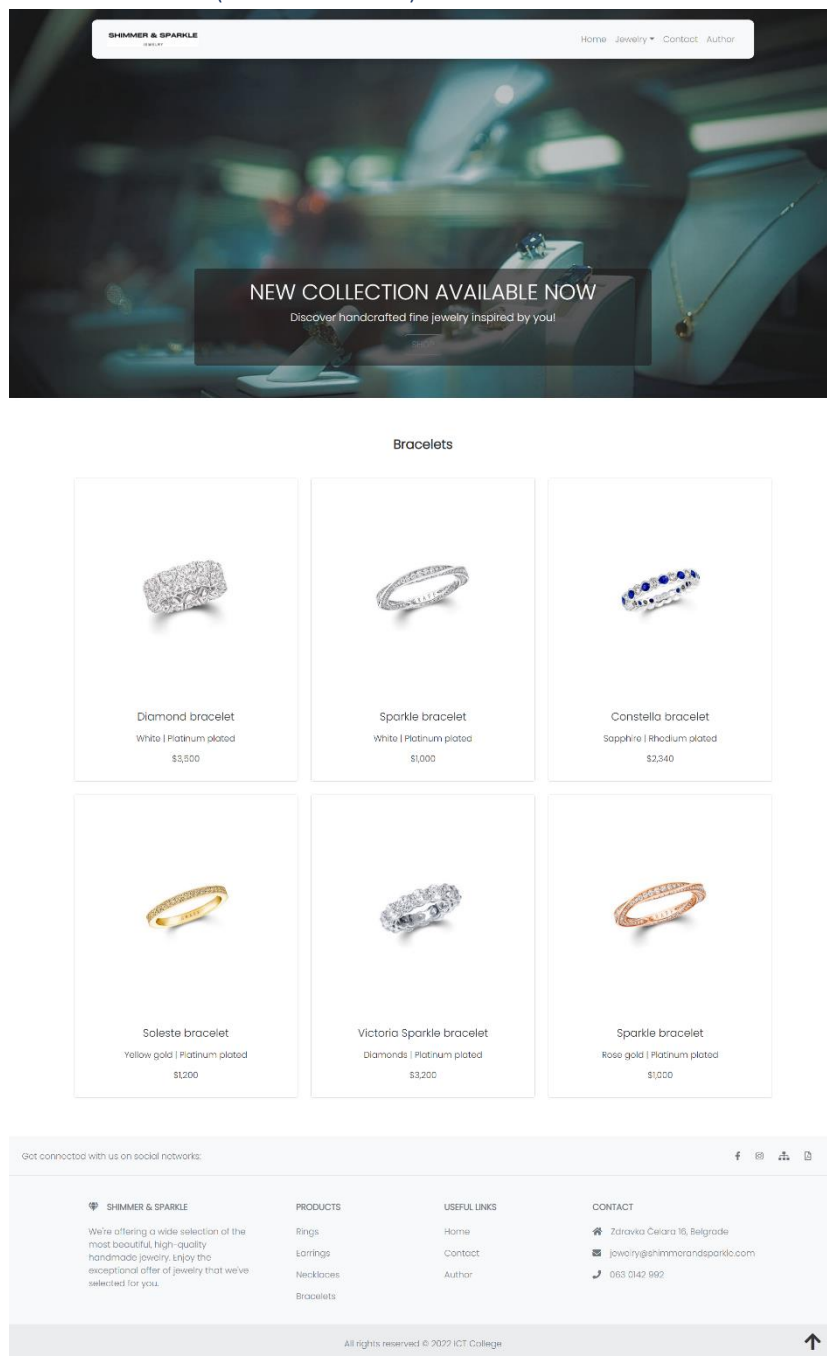 SHIMMER & SPARKLE
JEWELRY
Home Jewelry Contact Author
NEW COLLECTION AVAILABLE NOW
Discover handcrafted fine jewelry inspired by you!
SHOP
Bracelets
Diamond bracelet
White | Platinum plated
$3,500
Sparkle bracelet
White | Platinum plated
$1,000
Constella bracelet
Sapphire | Rhodium plated
$2,340
Soleste bracelet
Yellow gold | Platinum plated
$1,200
Victoria Sparkle bracelet
Diamonds | Platinum plated
$3,200
Sparkle bracelet
Rose gold | Platinum plated
$1,000
Get connected with us on social networks:
SHIMMER & SPARKLE
We're offering a wide selection of the
most beautiful, high-quality
handmade jewelry. Enjoy the
exceptional offer of jewelry that we've
selected for you.
PRODUCTS
Rings
Earrings
Necklaces
Bracelets
USEFUL LINKS
Home
Contact
Author
CONTACT
Zdravka Čelara 16, Belgrade
jewelry@shimmerandsparkle.com
063 0142 992
All rights reserved © 2022 ICT College